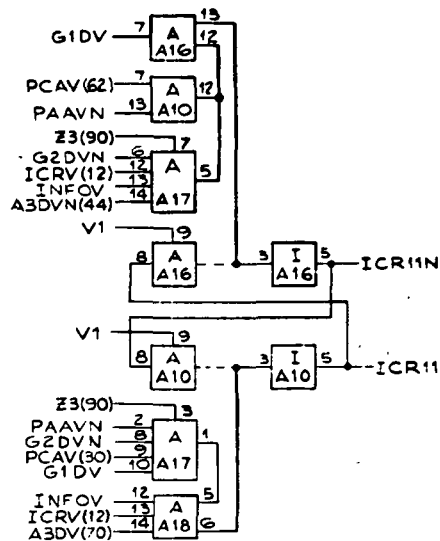 13
G1DV 7 A 12
A16
PCAV(62) 7 A 12
PAAVN 13 A10
Z3(90) 7
G2DVN 6
ICRV(12) 12 A 5
INFOV 13
A3DVN(44) 14 A17
V1 9
8 A 3 I 5 ICR11N
A16 A16
V1 9
8 A 3 I 5 ICR11
A10 A10
Z3(90) 3
PAAVN 2 A 1
G2DVN 8
PCAV(30) 9 A17
G1DV 10
INFOV 12 A 5
ICRV(12) 13 6
A3DV(70) 14 A18